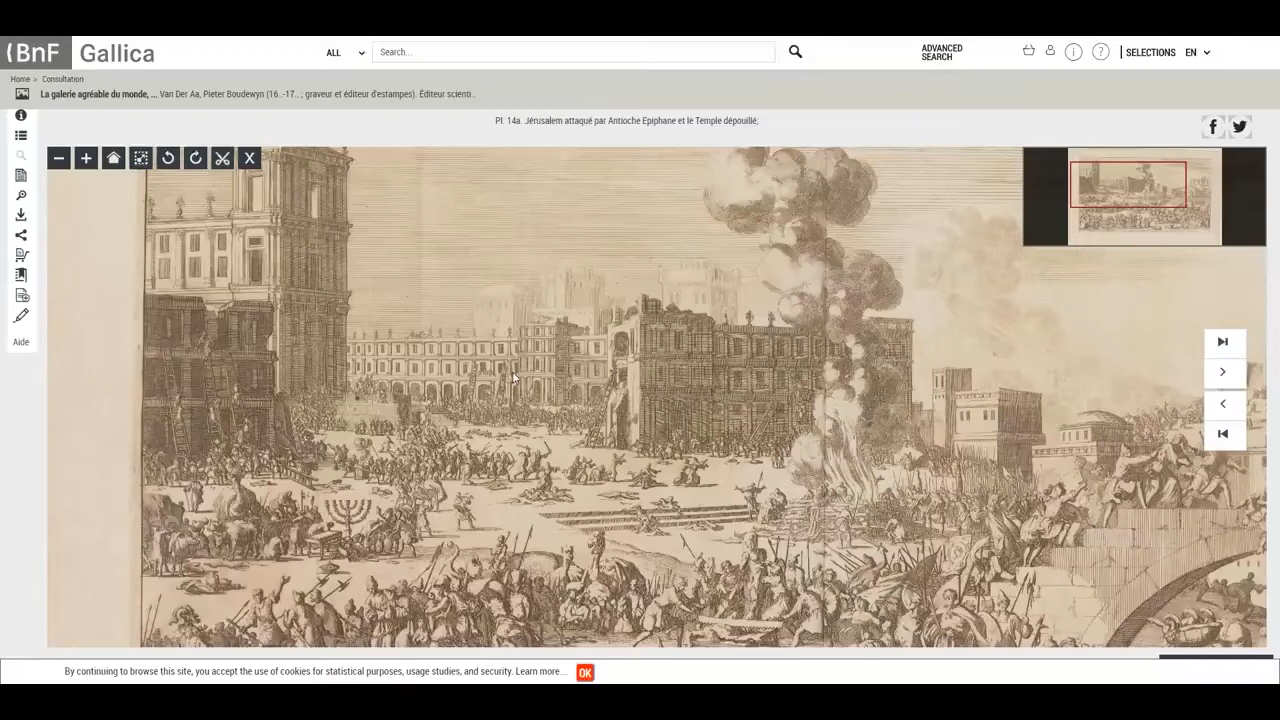 {BnF Gallica
ALL
Search...
ADVANCED
SEARCH
SELECTIONS
EN
Home > Consultation
La galerie agréable du monde, ... Van Der Aa, Pieter Boudewyn (16..-17..; graveur et éditeur d'estampes). Éditeur scienti...
Pl. 14a. Jérusalem attaqué par Antioche Epiphane et le Temple dépouillé;
Aide
By continuing to browse this site, you accept the use of cookies for statistical purposes, usage studies, and security. Learn more...
OK